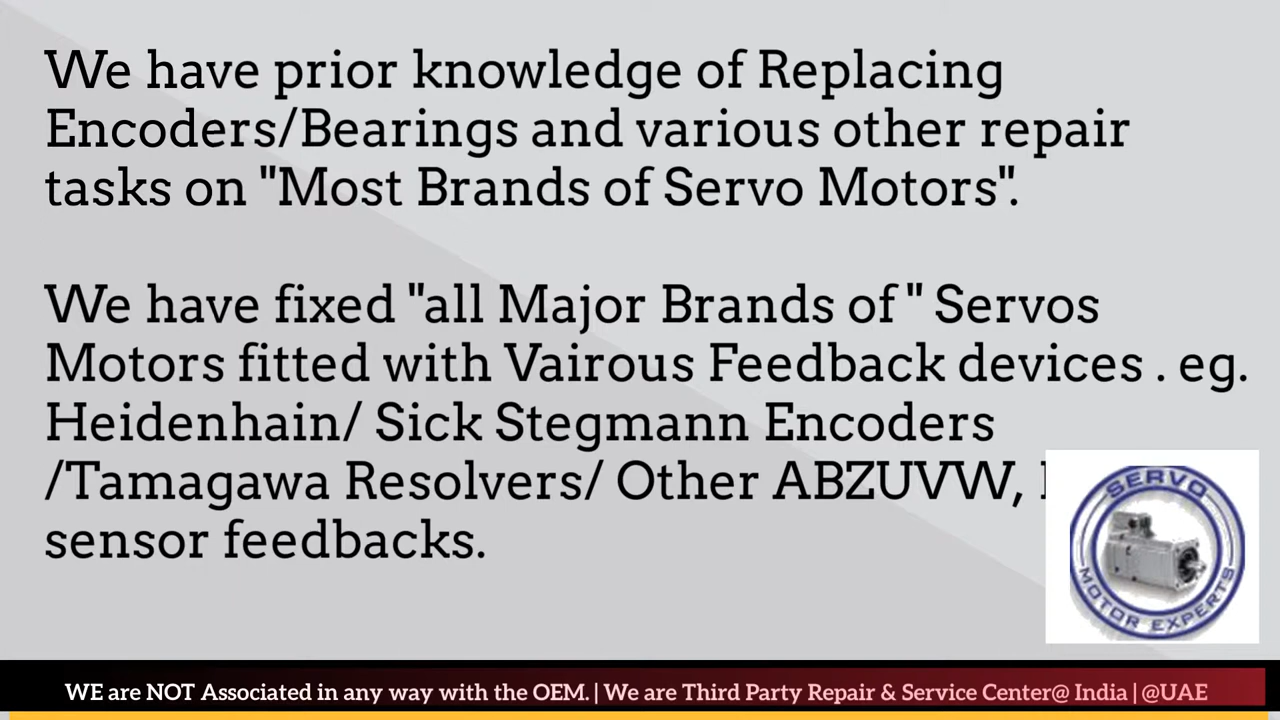 We have prior knowledge of Replacing
Encoders/Bearings and various other repair
tasks on "Most Brands of Servo Motors".
We have fixed "all Major Brands of " Servos
Motors fitted with Vairous Feedback devices . eg.
Heidenhain/ Sick Stegmann Encoders
/Tamagawa Resolvers/ Other ABZUVW,
sensor feedbacks.
SERVO
MOTOR EXPERTS
WE are NOT Associated in any way with the OEM. | We are Third Party Repair & Service Center@ India | @UAE